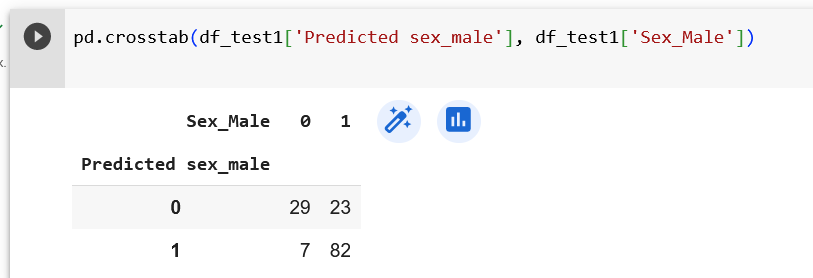 pd.crosstab(df_test1['Predicted sex_male'], df_test1['Sex_Male'])
Sex_Male 0 1
Predicted sex_male
0 29 23
1 7 82